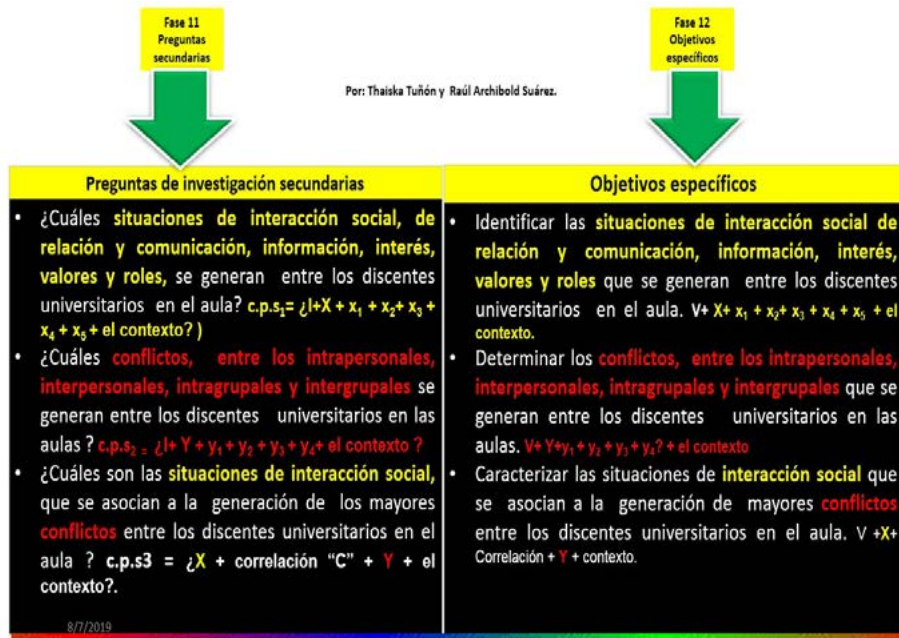 Fase 11
Preguntas
secundarias
Fase 12
Objetivos
específicos
Por: Thaiska Tuñón y Raúl Archibold Suárez.
Preguntas de investigación secundarias
• ¿Cuáles situaciones de interacción social, de
relación y comunicación, información, interés,
valores y roles, se generan entre los discentes
universitarios en el aula? c.p.s₁= ¿I+X + x₁ + x₂+ x₃ +
x₄ + x₅ + el contexto? )
• ¿Cuáles conflictos, entre los intrapersonales,
interpersonales, intragrupales y intergrupales se
generan entre los discentes universitarios en las
aulas ? c.p.s₂ = ¿I+ Y + y₁ + y₂ + y₃ + y₄+ el contexto ?
• ¿Cuáles son las situaciones de interacción social,
que se asocian a la generación de los mayores
conflictos entre los discentes universitarios en el
aula ? c.p.s3 = ¿X + correlación “C” + Y + el
contexto?.
8/7/2019
Objetivos específicos
• Identificar las situaciones de interacción social de
relación y comunicación, información, interés,
valores y roles que se generan entre los discentes
universitarios en el aula. V+ X+ x₁ + x₂+ x₃ + x₄ + x₅ + el
contexto.
• Determinar los conflictos, entre los intrapersonales,
interpersonales, intragrupales y intergrupales que se
generan entre los discentes universitarios en las
aulas. V+ Y+y₁ + y₂ + y₃ + y₄? + el contexto
• Caracterizar las situaciones de interacción social que
se asocian a la generación de mayores conflictos
entre los discentes universitarios en el aula. V +X+
Correlación + Y + contexto.